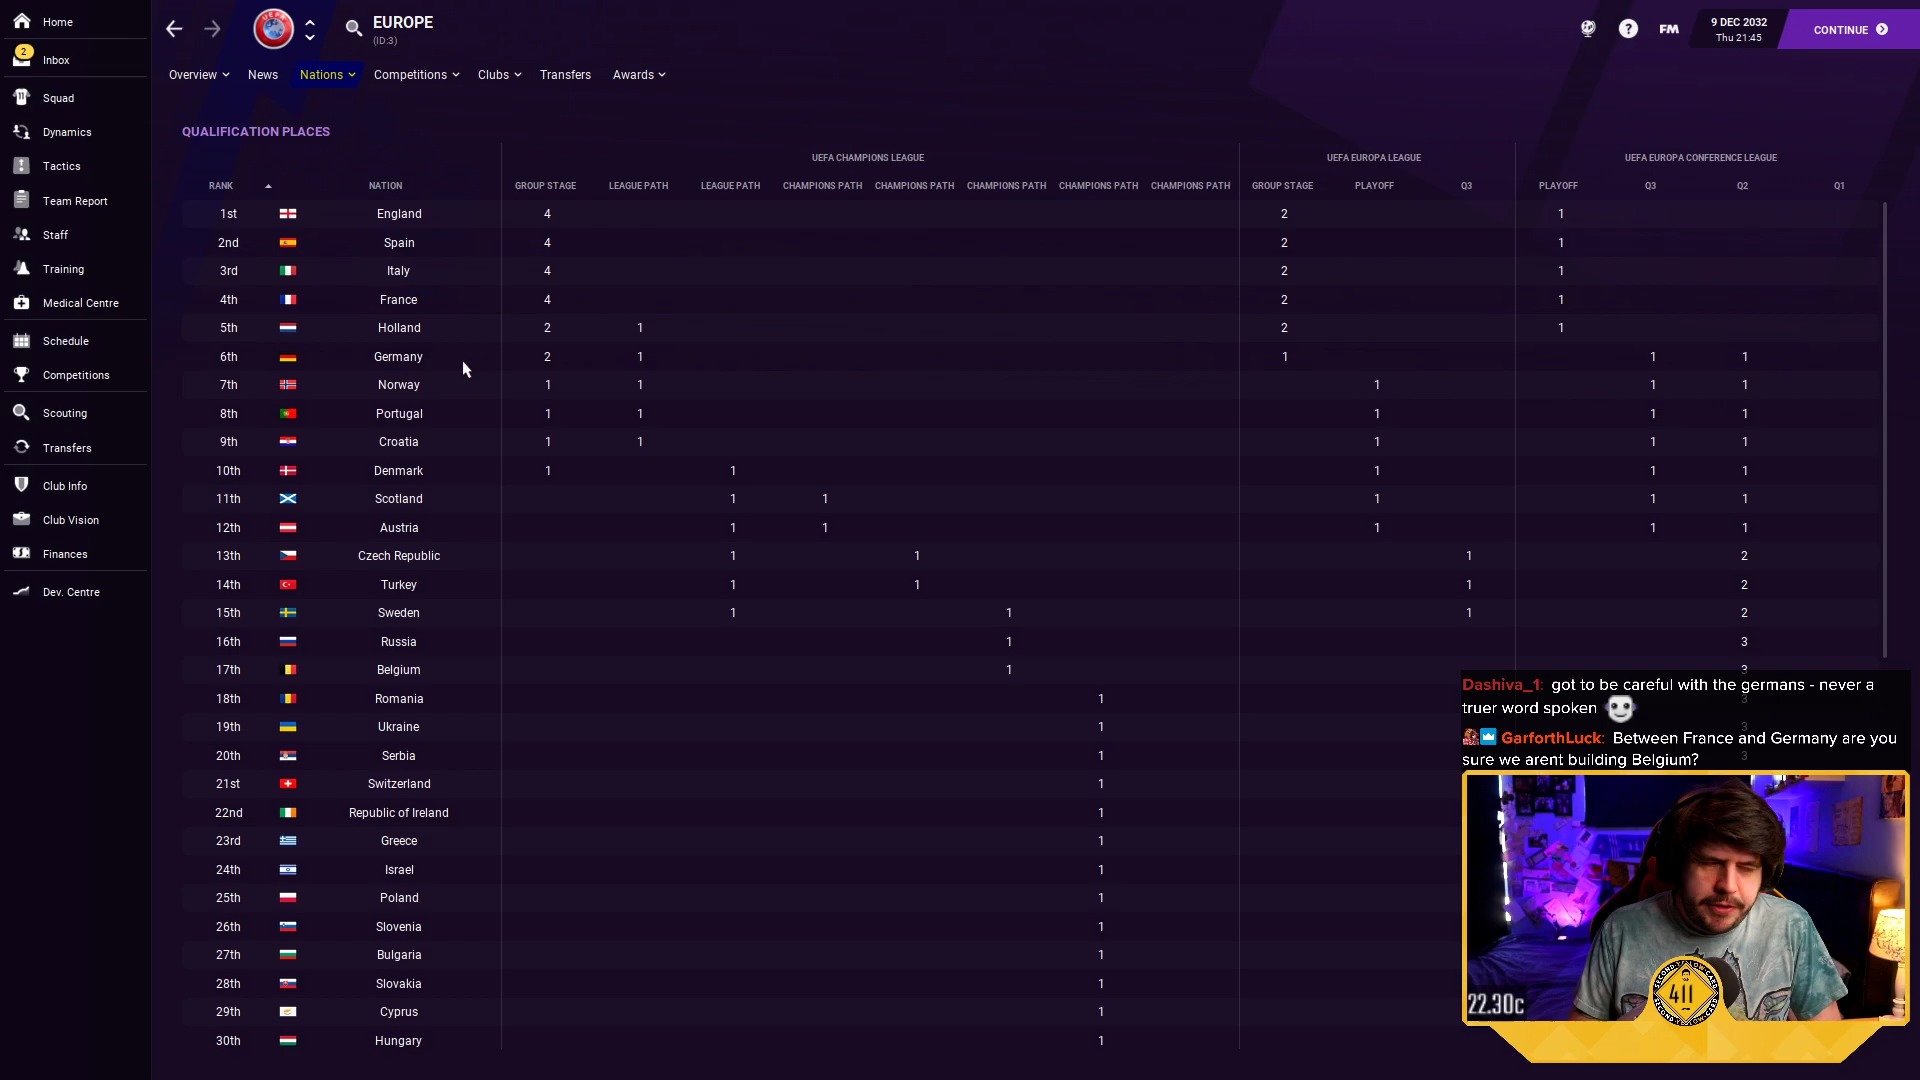 Home
2
Inbox
Squad
Dynamics
Tactics
Team Report
Staff
Training
Medical Centre
Schedule
Competitions
Scouting
Transfers
Club Info
Club Vision
Finances
Dev. Centre
UEFA
EUROPE
(ID:3)
?
FM
9 DEC 2032
Thu 21:45
CONTINUE
Overview News Nations Competitions Clubs Transfers Awards
QUALIFICATION PLACES
UEFA CHAMPIONS LEAGUE UEFA EUROPA LEAGUE UEFA EUROPA CONFERENCE LEAGUE
RANK NATION GROUP STAGE LEAGUE PATH LEAGUE PATH CHAMPIONS PATH CHAMPIONS PATH CHAMPIONS PATH CHAMPIONS PATH CHAMPIONS PATH GROUP STAGE PLAYOFF Q3 PLAYOFF Q3 Q2 Q1
1st England 4 2 1
2nd Spain 4 2 1
3rd Italy 4 2 1
4th France 4 2 1
5th Holland 2 1 2 1
6th Germany 2 1 1 1 1
7th Norway 1 1 1 1 1
8th Portugal 1 1 1 1 1
9th Croatia 1 1 1 1 1
10th Denmark 1 1 1 1 1
11th Scotland 1 1 1 1 1
12th Austria 1 1 1 1 1
13th Czech Republic 1 1 1 2
14th Turkey 1 1 1 2
15th Sweden 1 1 1 2
16th Russia 1 3
17th Belgium 1 3
18th Romania 1 3
19th Ukraine 1 3
20th Serbia 1 3
21st Switzerland 1
22nd Republic of Ireland 1
23rd Greece 1
24th Israel 1
25th Poland 1
26th Slovenia 1
27th Bulgaria 1
28th Slovakia 1
29th Cyprus 1
30th Hungary 1
Dashiva_1: got to be careful with the germans - never a
truer word spoken
GarforthLuck: Between France and Germany are you
sure we arent building Belgium?
22.30c
SECOND YELLOW CARD
411